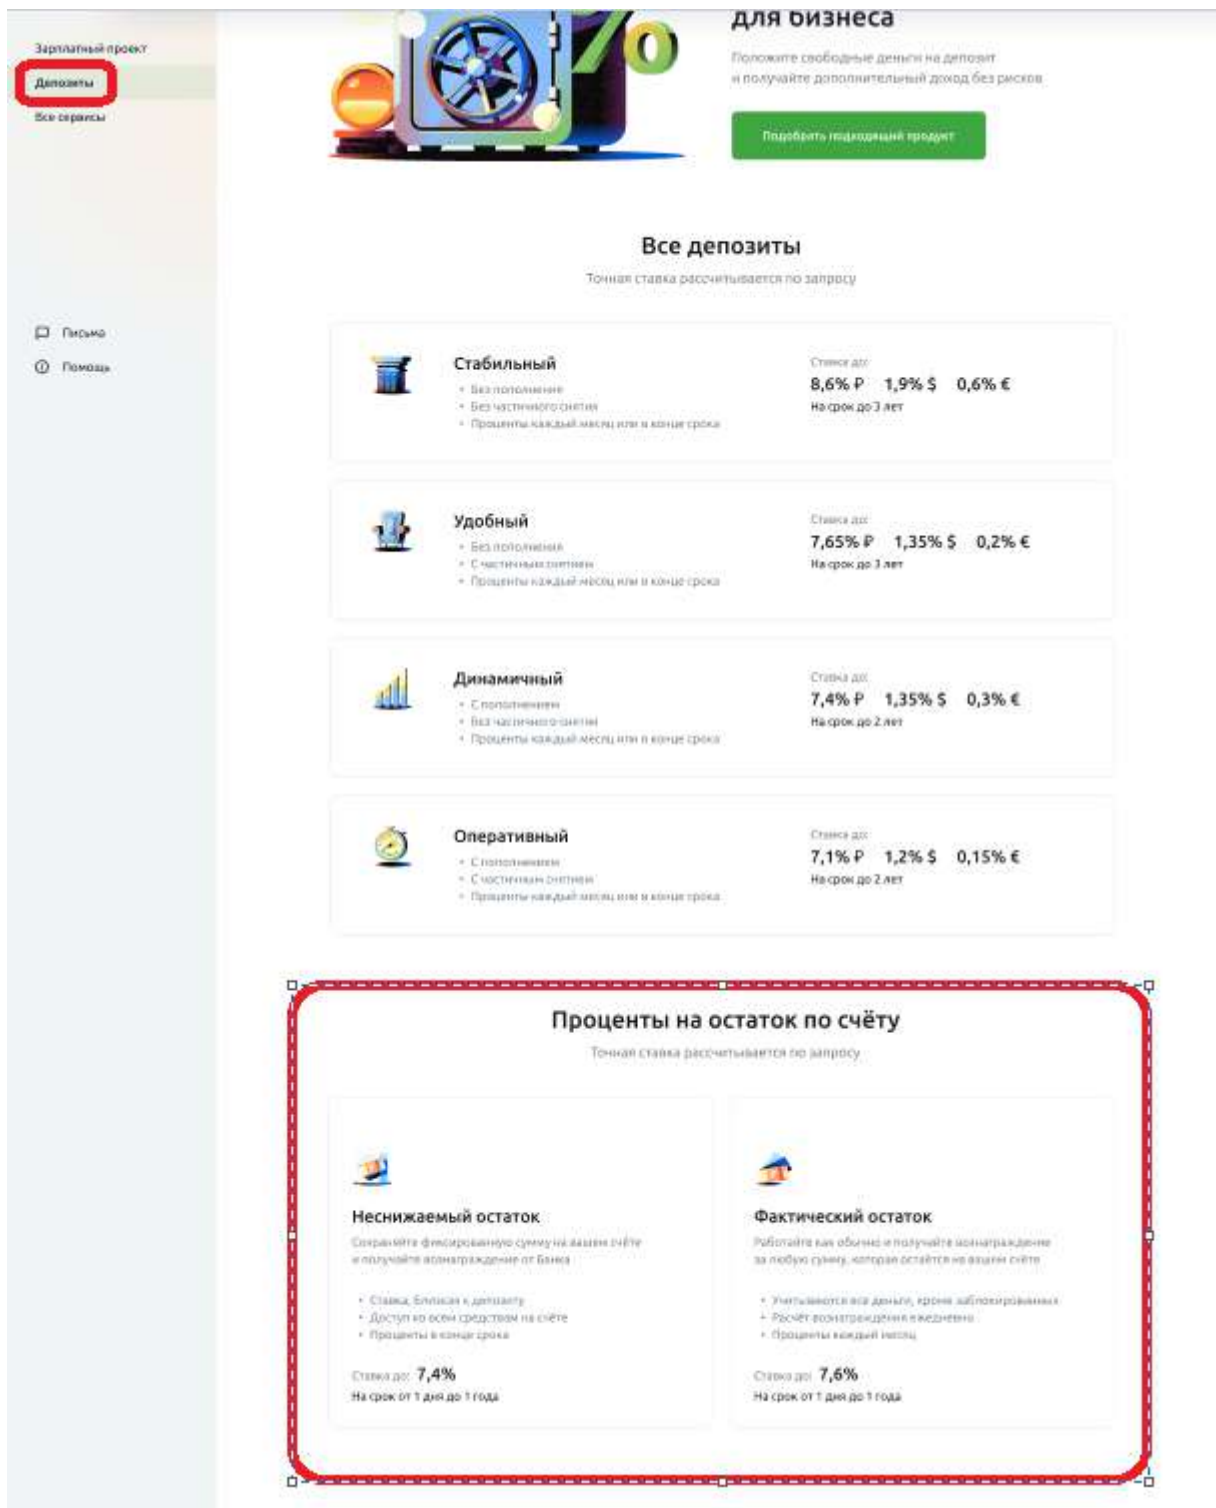 для бизнеса
Зарплатный проект
Положите свободные деньги на депозит
и получайте дополнительный доход без рисков
Депозиты
Все сервисы
Подобрать подходящий продукт
Все депозиты
Точная ставка рассчитывается по запросу
Письма
Помощь
Стабильный
Ставка до:
8,6% ₽ 1,9% $ 0,6% €
На срок до 3 лет
• Без пополнения
• Без частичного снятия
• Проценты каждый месяц или в конце срока
Удобный
Ставка до:
7,65% ₽ 1,35% $ 0,2% €
На срок до 3 лет
• Без пополнения
• С частичным снятием
• Проценты каждый месяц или в конце срока
Динамичный
Ставка до:
7,4% ₽ 1,35% $ 0,3% €
На срок до 2 лет
• С пополнением
• Без частичного снятия
• Проценты каждый месяц или в конце срока
Оперативный
Ставка до:
7,1% ₽ 1,2% $ 0,15% €
На срок до 2 лет
• С пополнением
• С частичным снятием
• Проценты каждый месяц или в конце срока
Проценты на остаток по счёту
Точная ставка рассчитывается по запросу
Неснижаемый остаток
Сохраняйте фиксированную сумму на вашем счёте
и получайте вознаграждение от Банка
• Ставка, близкая к депозиту
• Доступ ко всем средствам на счёте
• Проценты в конце срока
Ставка до: 7,4%
На срок от 1 дня до 1 года
Фактический остаток
Работайте как обычно и получайте вознаграждение
за любую сумму, которая остаётся на вашем счёте
• Учитываются все деньги, кроме заблокированных
• Расчёт вознаграждения ежедневно
• Проценты каждый месяц
Ставка до: 7,6%
На срок от 1 дня до 1 года